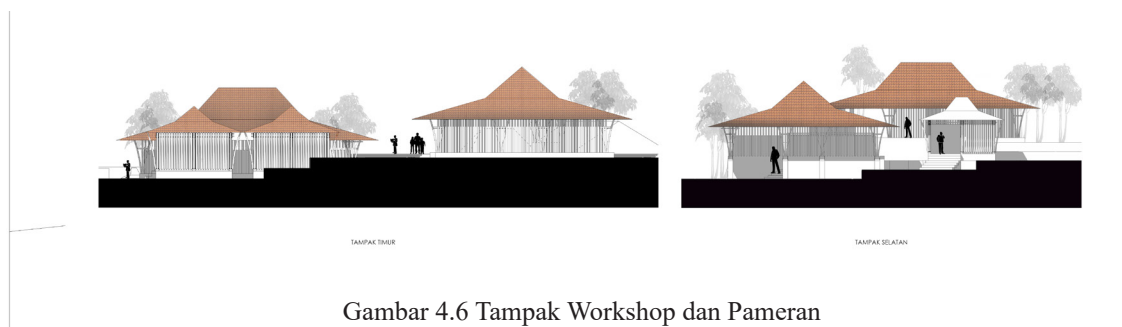 TAMPAK TIMUR
TAMPAK SELATAN
Gambar 4.6 Tampak Workshop dan Pameran